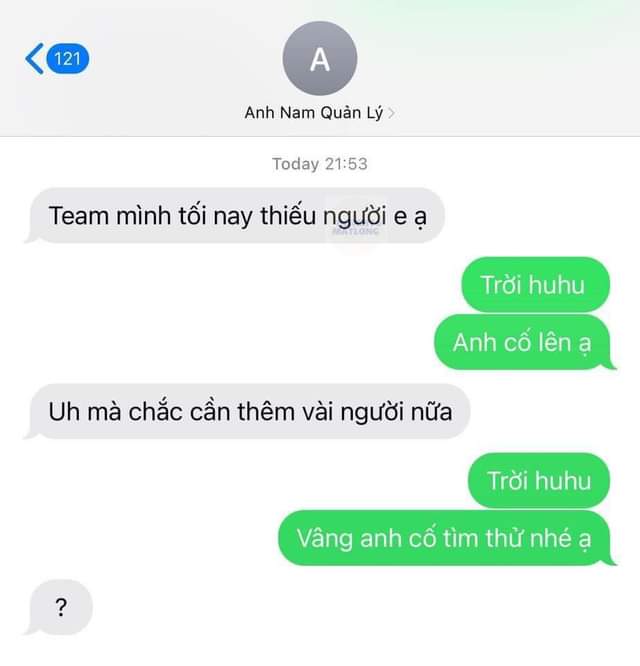 121
A
Anh Nam Quản Lý
Today 21:53
Team mình tối nay thiếu người e ạ
MATLONG
Trời huhu
Anh cố lên ạ
Uh mà chắc cần thêm vài người nữa
Trời huhu
Vâng anh cố tìm thử nhé ạ
?